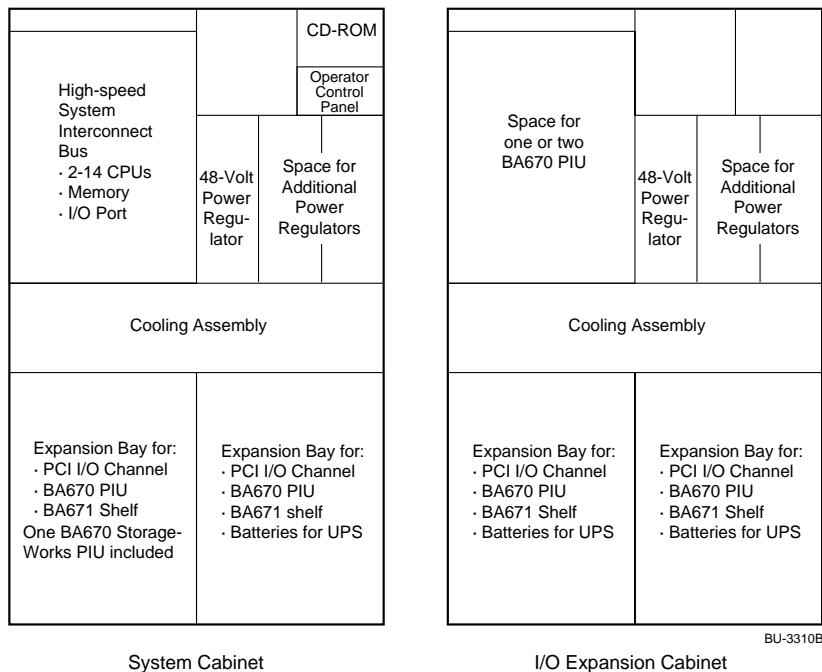 CD-ROM
Operator
Control
Panel
High-speed
System
Interconnect
Bus
· 2-14 CPUs
· Memory
· I/O Port
48-Volt
Power
Regu-
lator
Space for
Additional
Power
Regulators
Cooling Assembly
Expansion Bay for:
· PCI I/O Channel
· BA670 PIU
· BA671 Shelf
One BA670 Storage-
Works PIU included
Expansion Bay for:
· PCI I/O Channel
· BA670 PIU
· BA671 shelf
· Batteries for UPS
System Cabinet
Space for
one or two
BA670 PIU
48-Volt
Power
Regu-
lator
Space for
Additional
Power
Regulators
Cooling Assembly
Expansion Bay for:
· PCI I/O Channel
· BA670 PIU
· BA671 Shelf
· Batteries for UPS
Expansion Bay for:
· PCI I/O Channel
· BA670 PIU
· BA671 Shelf
· Batteries for UPS
BU-3310B
I/O Expansion Cabinet